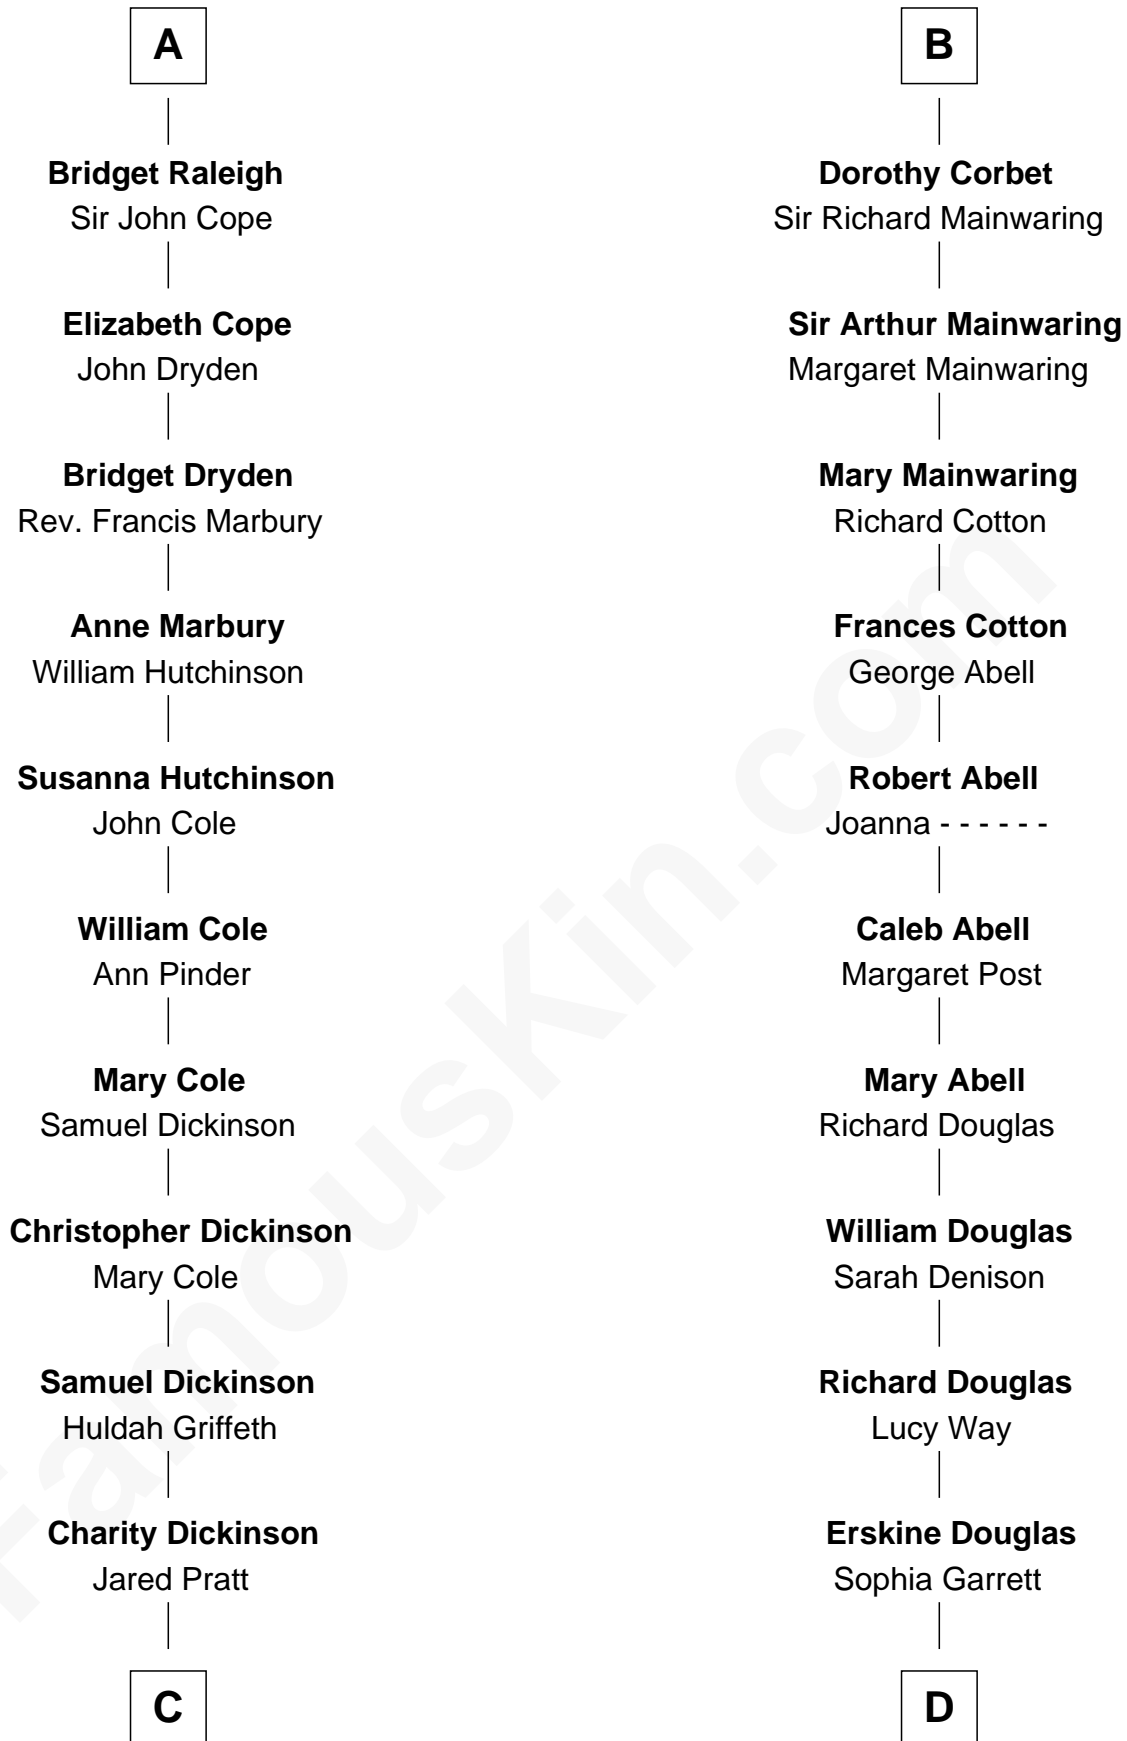 A
Bridget Raleigh
Sir John Cope
Elizabeth Cope
John Dryden
Bridget Dryden
Rev. Francis Marbury
Anne Marbury
William Hutchinson
Susanna Hutchinson
John Cole
William Cole
Ann Pinder
Mary Cole
Samuel Dickinson
Christopher Dickinson
Mary Cole
Samuel Dickinson
Huldah Griffeth
Charity Dickinson
Jared Pratt
C
B
Dorothy Corbet
Sir Richard Mainwaring
Sir Arthur Mainwaring
Margaret Mainwaring
Mary Mainwaring
Richard Cotton
Frances Cotton
George Abell
Robert Abell
Joanna - - - - - -
Caleb Abell
Margaret Post
Mary Abell
Richard Douglas
William Douglas
Sarah Denison
Richard Douglas
Lucy Way
Erskine Douglas
Sophia Garrett
D
FamousKin.com